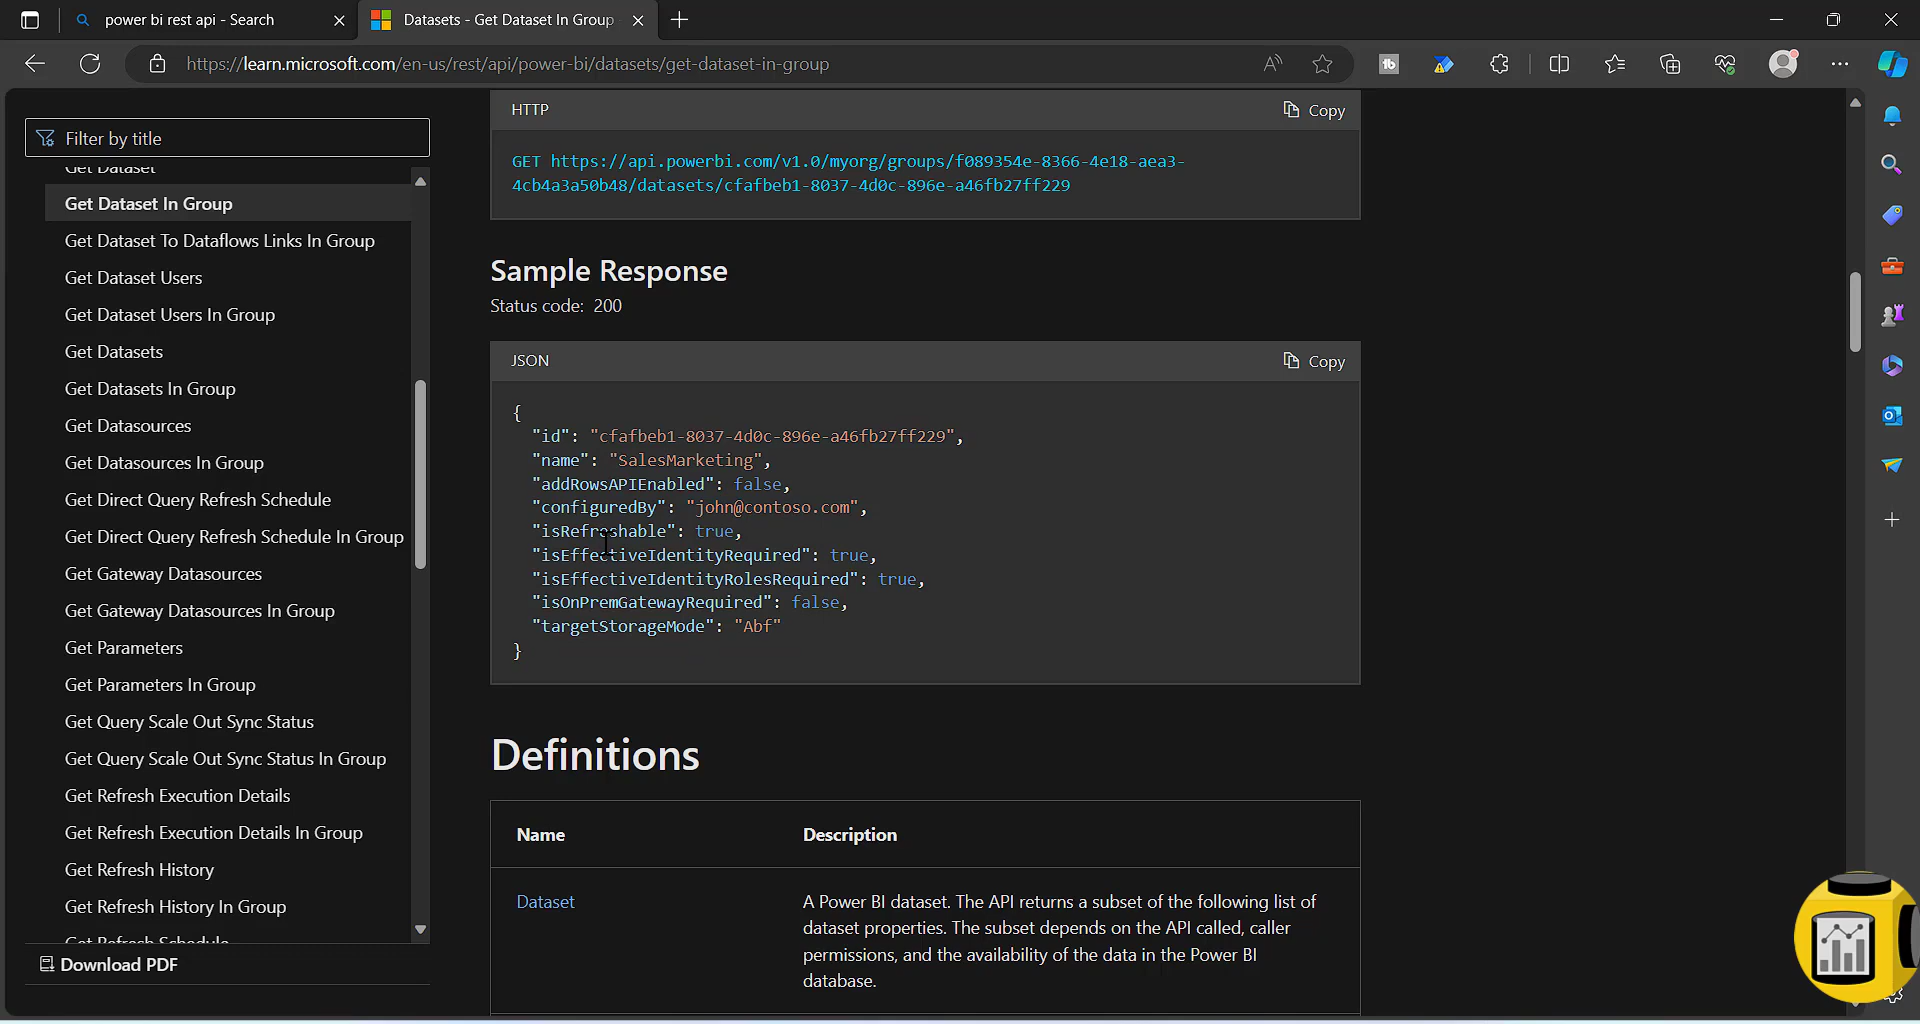 power bi rest api - Search
Datasets - Get Dataset In Group
https://learn.microsoft.com/en-us/rest/api/power-bi/datasets/get-dataset-in-group
Filter by title
Get Dataset
Get Dataset In Group
Get Dataset To Dataflows Links In Group
Get Dataset Users
Get Dataset Users In Group
Get Datasets
Get Datasets In Group
Get Datasources
Get Datasources In Group
Get Direct Query Refresh Schedule
Get Direct Query Refresh Schedule In Group
Get Gateway Datasources
Get Gateway Datasources In Group
Get Parameters
Get Parameters In Group
Get Query Scale Out Sync Status
Get Query Scale Out Sync Status In Group
Get Refresh Execution Details
Get Refresh Execution Details In Group
Get Refresh History
Get Refresh History In Group
Get Refresh Schedule
Download PDF
HTTP
Copy
GET https://api.powerbi.com/v1.0/myorg/groups/f089354e-8366-4e18-aea3-
4cb4a3a50b48/datasets/cfafbeb1-8037-4d0c-896e-a46fb27ff229
Sample Response
Status code: 200
JSON
Copy
{
"id": "cfafbeb1-8037-4d0c-896e-a46fb27ff229",
"name": "SalesMarketing",
"addRowsAPIEnabled": false,
"configuredBy": "john@contoso.com",
"isRefreshable": true,
"isEffectiveIdentityRequired": true,
"isEffectiveIdentityRolesRequired": true,
"isOnPremGatewayRequired": false,
"targetStorageMode": "Abf"
}
Definitions
Name
Description
Dataset
A Power BI dataset. The API returns a subset of the following list of
dataset properties. The subset depends on the API called, caller
permissions, and the availability of the data in the Power BI
database.